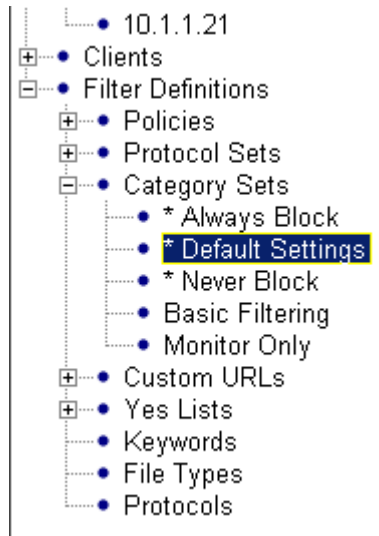 10.1.1.21
Clients
Filter Definitions
Policies
Protocol Sets
Category Sets
* Always Block
* Default Settings
* Never Block
Basic Filtering
Monitor Only
Custom URLs
Yes Lists
Keywords
File Types
Protocols